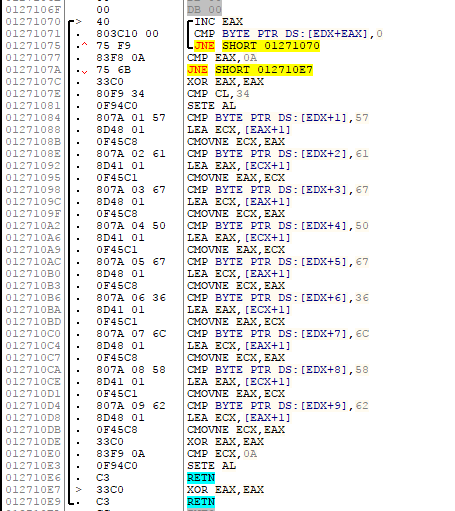 0127106F 00 DB 00
01271070 > 40 INC EAX
01271071 . 803C10 00 CMP BYTE PTR DS:[EDX+EAX],0
01271075 .^ 75 F9 JNE SHORT 01271070
01271077 . 83F8 0A CMP EAX,0A
0127107A .⌄ 75 6B JNE SHORT 012710E7
0127107C . 33C0 XOR EAX,EAX
0127107E . 80F9 34 CMP CL,34
01271081 . 0F94C0 SETE AL
01271084 . 807A 01 57 CMP BYTE PTR DS:[EDX+1],57
01271088 . 8D48 01 LEA ECX,[EAX+1]
0127108B . 0F45C8 CMOVNE ECX,EAX
0127108E . 807A 02 61 CMP BYTE PTR DS:[EDX+2],61
01271092 . 8D41 01 LEA EAX,[ECX+1]
01271095 . 0F45C1 CMOVNE EAX,ECX
01271098 . 807A 03 67 CMP BYTE PTR DS:[EDX+3],67
0127109C . 8D48 01 LEA ECX,[EAX+1]
0127109F . 0F45C8 CMOVNE ECX,EAX
012710A2 . 807A 04 50 CMP BYTE PTR DS:[EDX+4],50
012710A6 . 8D41 01 LEA EAX,[ECX+1]
012710A9 . 0F45C1 CMOVNE EAX,ECX
012710AC . 807A 05 67 CMP BYTE PTR DS:[EDX+5],67
012710B0 . 8D48 01 LEA ECX,[EAX+1]
012710B3 . 0F45C8 CMOVNE ECX,EAX
012710B6 . 807A 06 36 CMP BYTE PTR DS:[EDX+6],36
012710BA . 8D41 01 LEA EAX,[ECX+1]
012710BD . 0F45C1 CMOVNE EAX,ECX
012710C0 . 807A 07 6C CMP BYTE PTR DS:[EDX+7],6C
012710C4 . 8D48 01 LEA ECX,[EAX+1]
012710C7 . 0F45C8 CMOVNE ECX,EAX
012710CA . 807A 08 58 CMP BYTE PTR DS:[EDX+8],58
012710CE . 8D41 01 LEA EAX,[ECX+1]
012710D1 . 0F45C1 CMOVNE EAX,ECX
012710D4 . 807A 09 62 CMP BYTE PTR DS:[EDX+9],62
012710D8 . 8D48 01 LEA ECX,[EAX+1]
012710DB . 0F45C8 CMOVNE ECX,EAX
012710DE . 33C0 XOR EAX,EAX
012710E0 . 83F9 0A CMP ECX,0A
012710E3 . 0F94C0 SETE AL
012710E6 . C3 RETN
012710E7 > 33C0 XOR EAX,EAX
012710E9 . C3 RETN